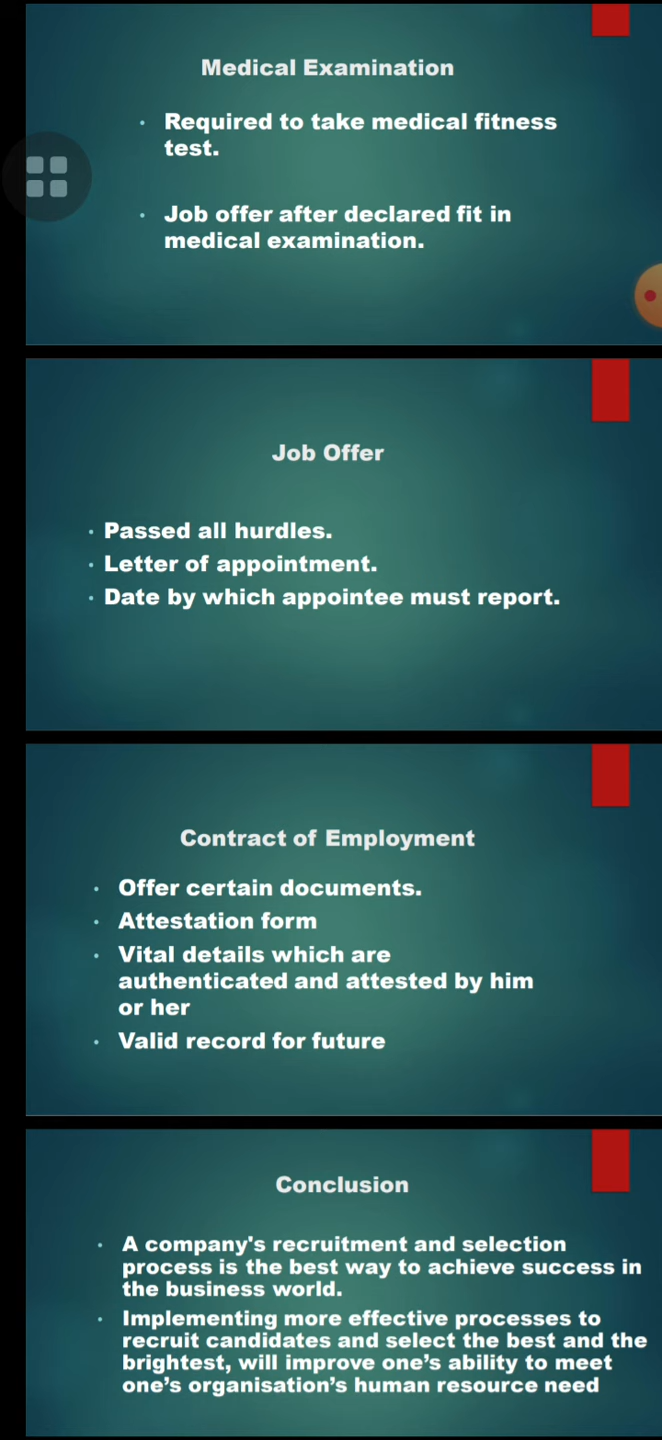 Medical Examination
• Required to take medical fitness
test.
• Job offer after declared fit in
medical examination.
Job Offer
• Passed all hurdles.
• Letter of appointment.
• Date by which appointee must report.
Contract of Employment
• Offer certain documents.
• Attestation form
• Vital details which are
authenticated and attested by him
or her
• Valid record for future
Conclusion
• A company's recruitment and selection
process is the best way to achieve success in
the business world.
• Implementing more effective processes to
recruit candidates and select the best and the
brightest, will improve one’s ability to meet
one’s organisation’s human resource need